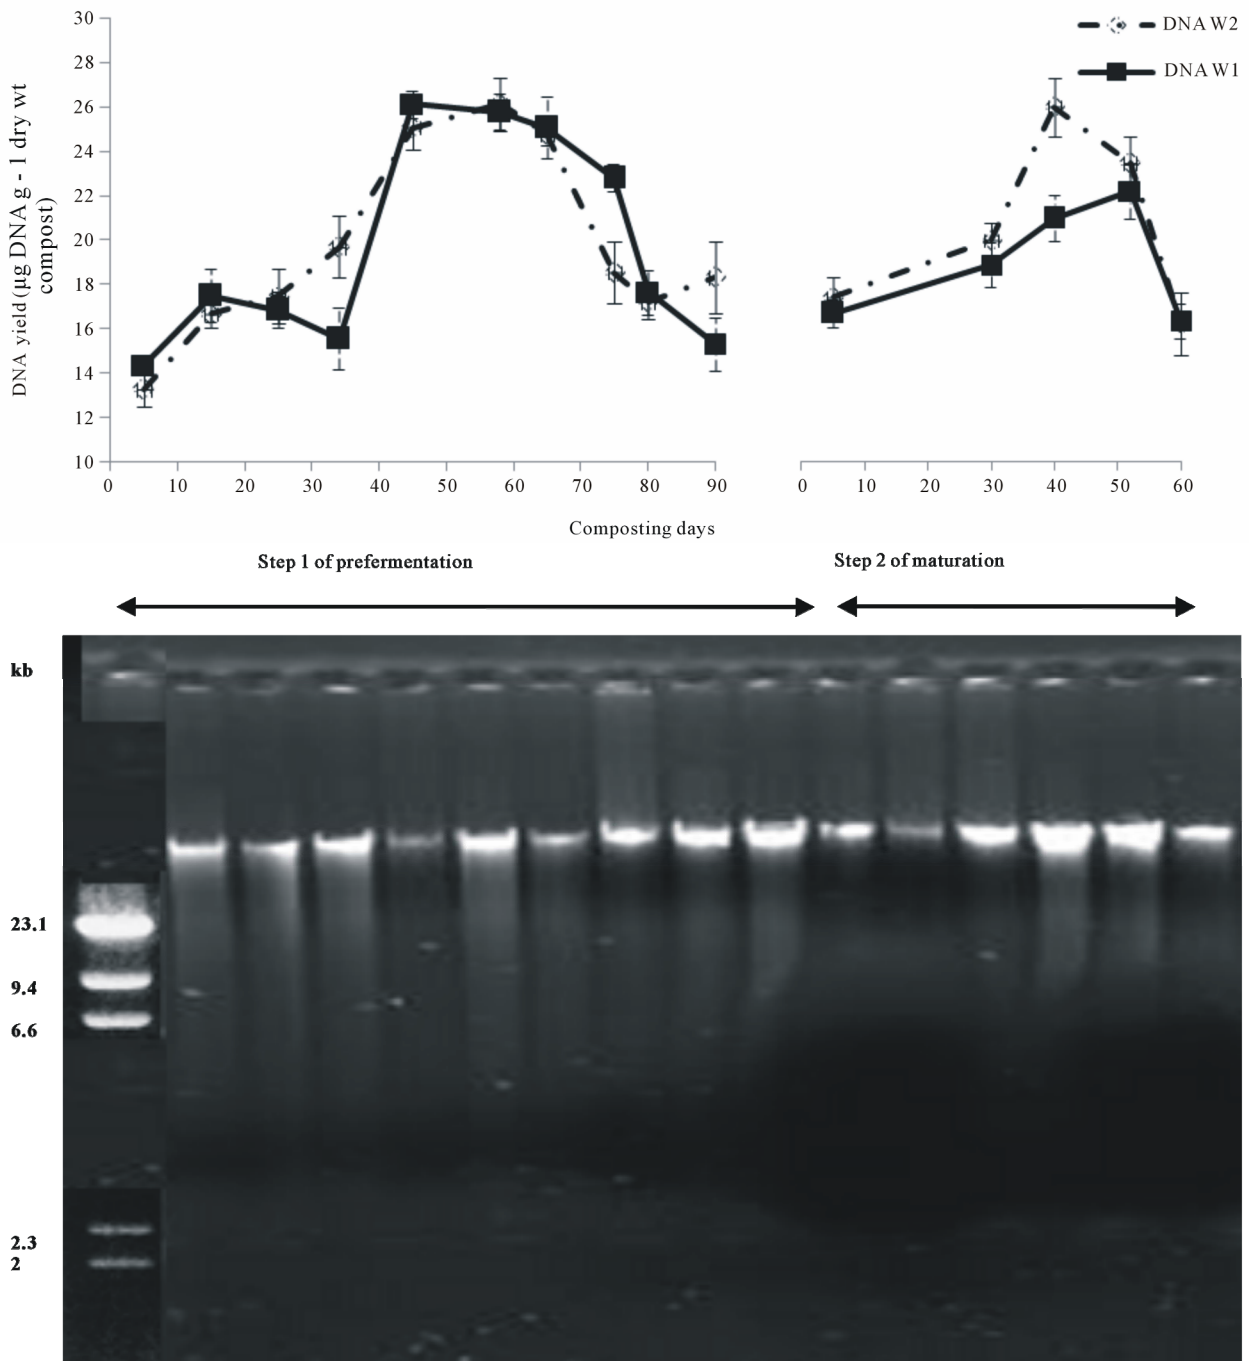 30
28
26
24
22
20
18
16
14
12
10
DNA yield (µg DNA g - 1 dry wt
compost)
DNA W2
DNA W1
0 10 20 30 40 50 60 70 80 90
0 10 20 30 40 50 60
Composting days
Step 1 of prefermentation
Step 2 of maturation
kb
23.1
9.4
6.6
2.3
2